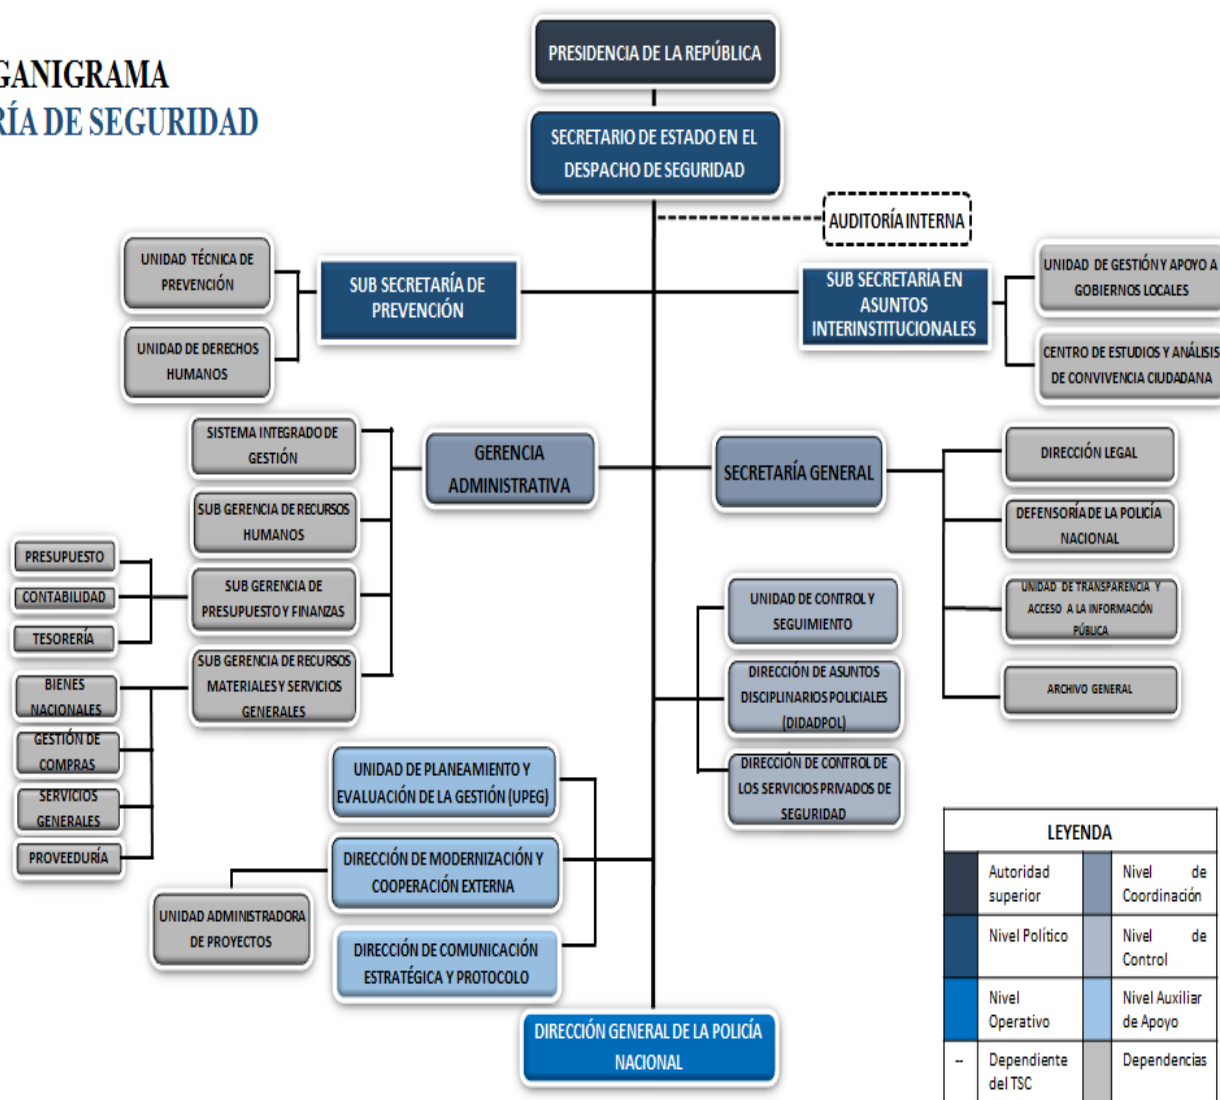 GANIGRAMA
RÍA DE SEGURIDAD
PRESIDENCIA DE LA REPÚBLICA
SECRETARIO DE ESTADO EN EL
DESPACHO DE SEGURIDAD
AUDITORÍA INTERNA
UNIDAD TÉCNICA DE
PREVENCIÓN
UNIDAD DE DERECHOS
HUMANOS
SUB SECRETARÍA DE
PREVENCIÓN
SUB SECRETARÍA EN
ASUNTOS
INTERINSTITUCIONALES
UNIDAD DE GESTIÓN Y APOYO A
GOBIERNOS LOCALES
CENTRO DE ESTUDIOS Y ANÁLISIS
DE CONVIVENCIA CIUDADANA
SISTEMA INTEGRADO DE
GESTIÓN
SUB GERENCIA DE RECURSOS
HUMANOS
SUB GERENCIA DE
PRESUPUESTO Y FINANZAS
SUB GERENCIA DE RECURSOS
MATERIALES Y SERVICIOS
GENERALES
GERENCIA
ADMINISTRATIVA
SECRETARÍA GENERAL
DIRECCIÓN LEGAL
DEFENSORÍA DE LA POLICÍA
NACIONAL
UNIDAD DE TRANSPARENCIA Y
ACCESO A LA INFORMACIÓN
PÚBLICA
ARCHIVO GENERAL
PRESUPUESTO
CONTABILIDAD
TESORERÍA
BIENES
NACIONALES
GESTIÓN DE
COMPRAS
SERVICIOS
GENERALES
PROVEEDURÍA
UNIDAD DE CONTROL Y
SEGUIMIENTO
DIRECCIÓN DE ASUNTOS
DISCIPLINARIOS POLICIALES
(DIDADPOL)
DIRECCIÓN DE CONTROL DE
LOS SERVICIOS PRIVADOS DE
SEGURIDAD
UNIDAD DE PLANEAMIENTO Y
EVALUACIÓN DE LA GESTIÓN (UPEG)
DIRECCIÓN DE MODERNIZACIÓN Y
COOPERACIÓN EXTERNA
DIRECCIÓN DE COMUNICACIÓN
ESTRATÉGICA Y PROTOCOLO
UNIDAD ADMINISTRADORA
DE PROYECTOS
DIRECCIÓN GENERAL DE LA POLICÍA
NACIONAL
LEYENDA
Autoridad
superior
Nivel de
Coordinación
Nivel Político
Nivel de
Control
Nivel
Operativo
Nivel Auxiliar
de Apoyo
-- Dependiente
del TSC
Dependencias